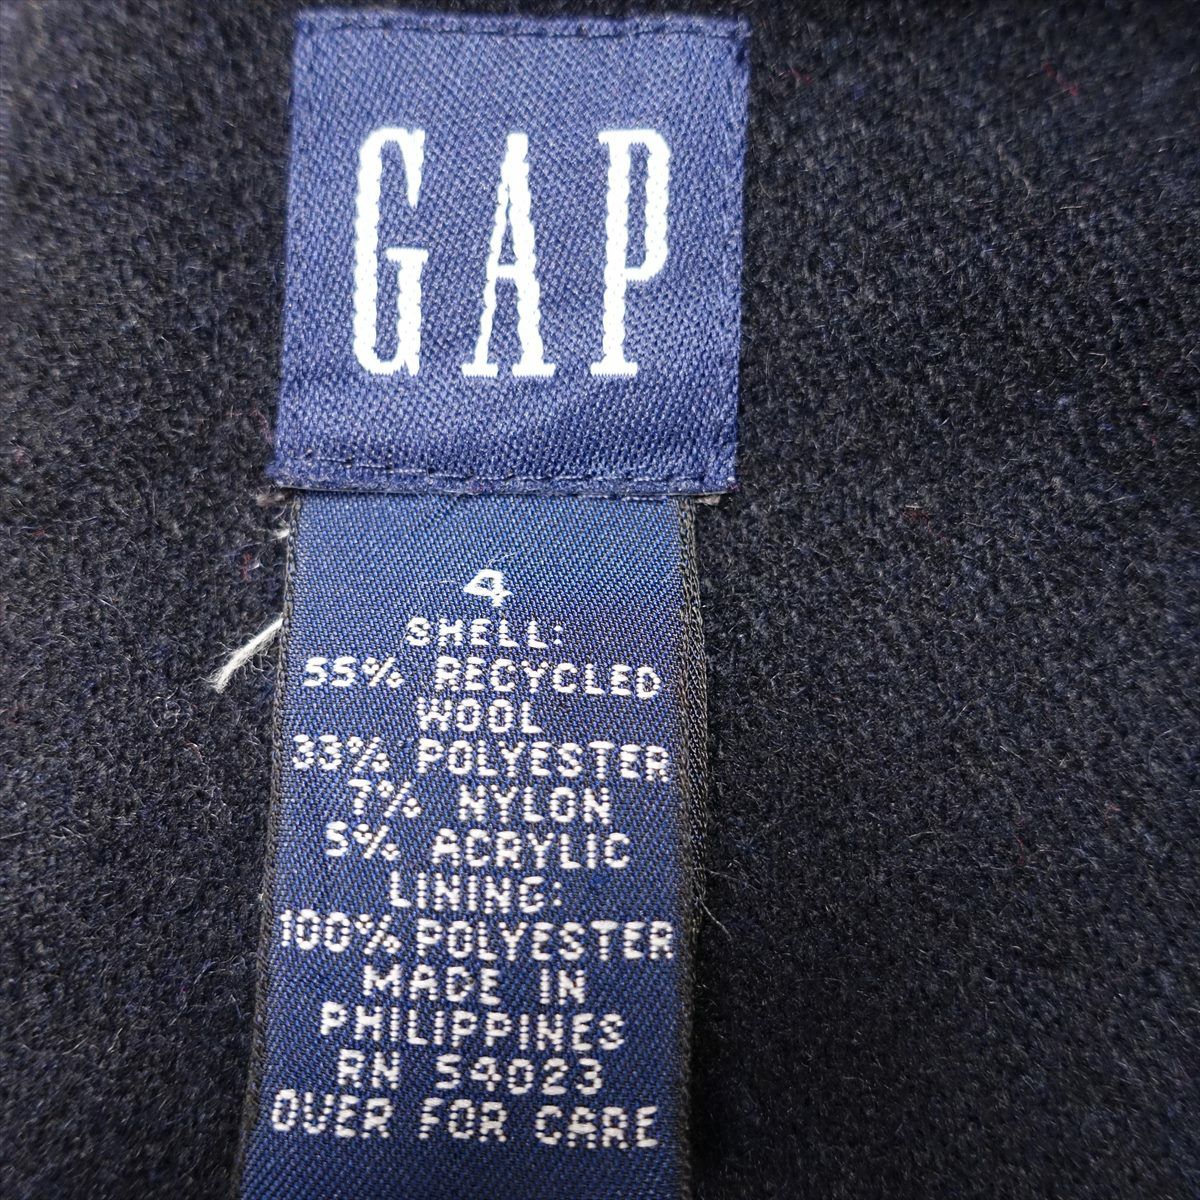 GAP
4
SHELL:
55% RECYCLED
WOOL
33% POLYESTER
7% NYLON
5% ACRYLIC
LINING:
100% POLYESTER
MADE IN
PHILIPPINES
RN 54023
OVER FOR CARE